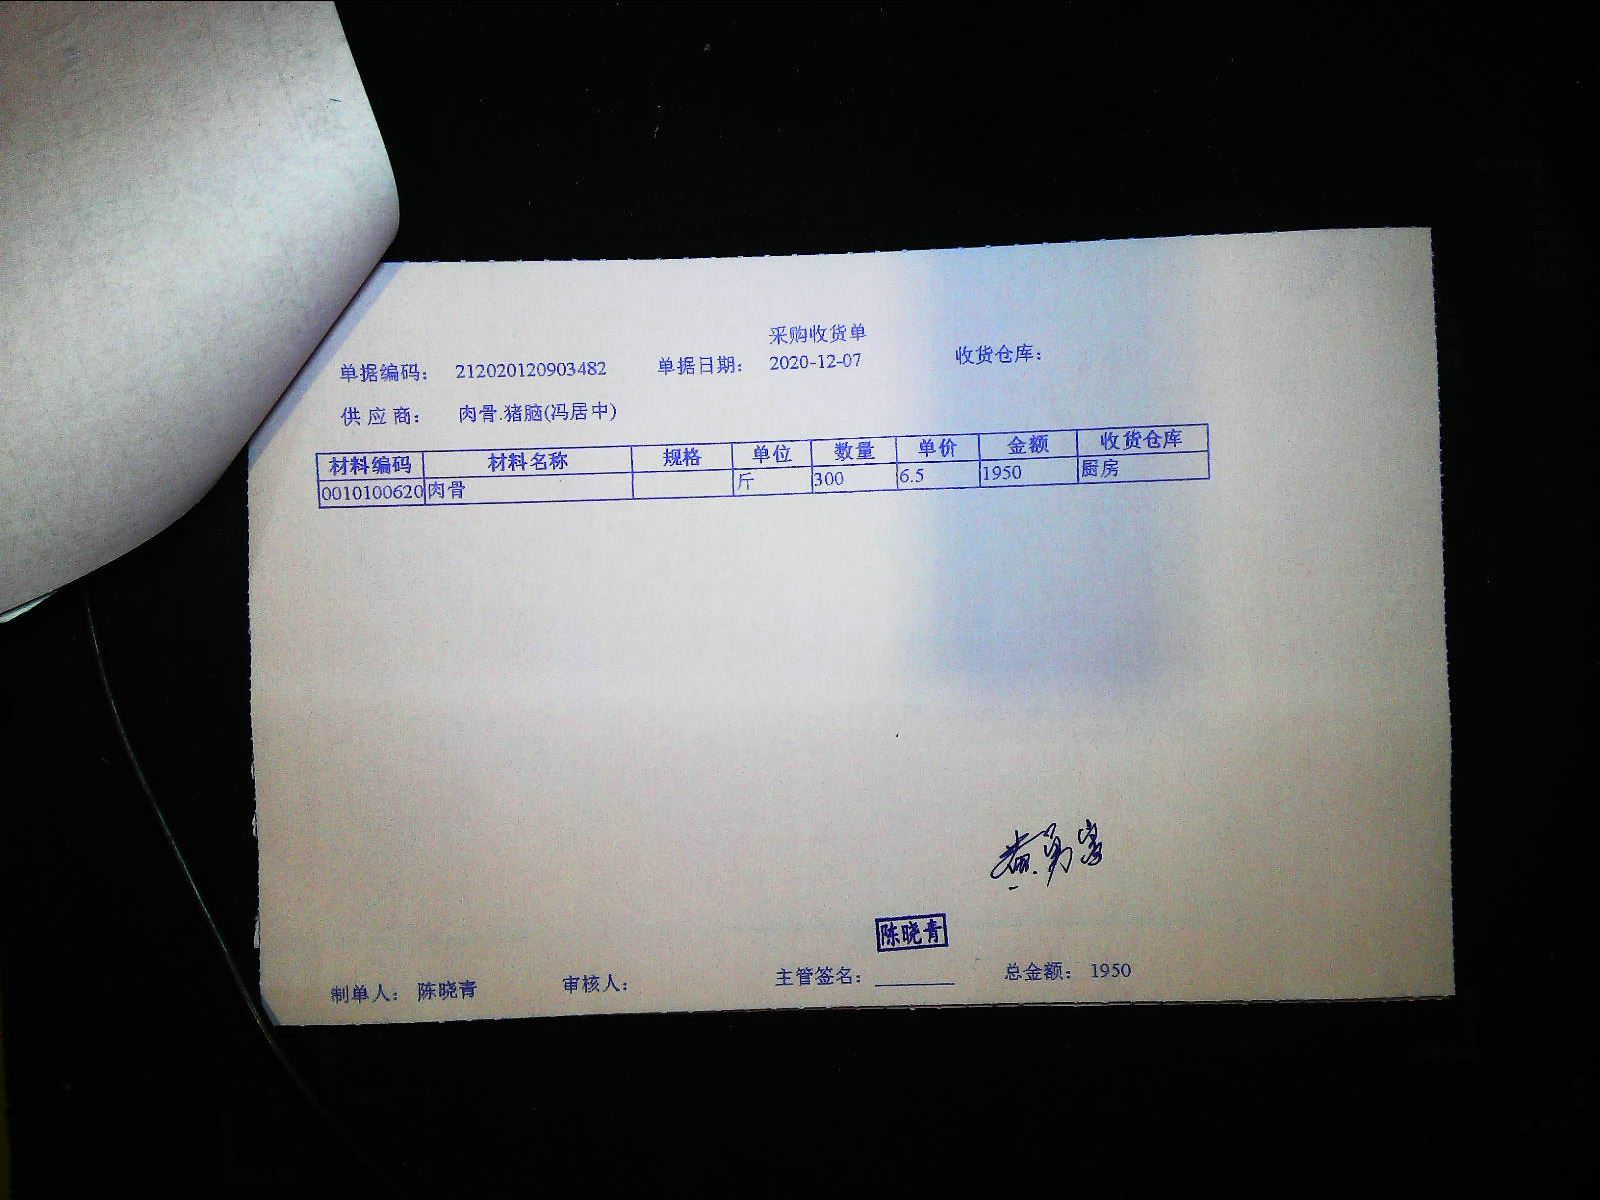 采购收货单
单据编码： 212020120903482 单据日期： 2020-12-07 收货仓库：
供 应 商： 肉骨.猪脑(冯居中)
材料编码 材料名称 规格 单位 数量 单价 金额 收货仓库
0010100620 肉骨 斤 300 6.5 1950 厨房
陈晓青
制单人： 陈晓青 审核人： 主管签名： 总金额： 1950